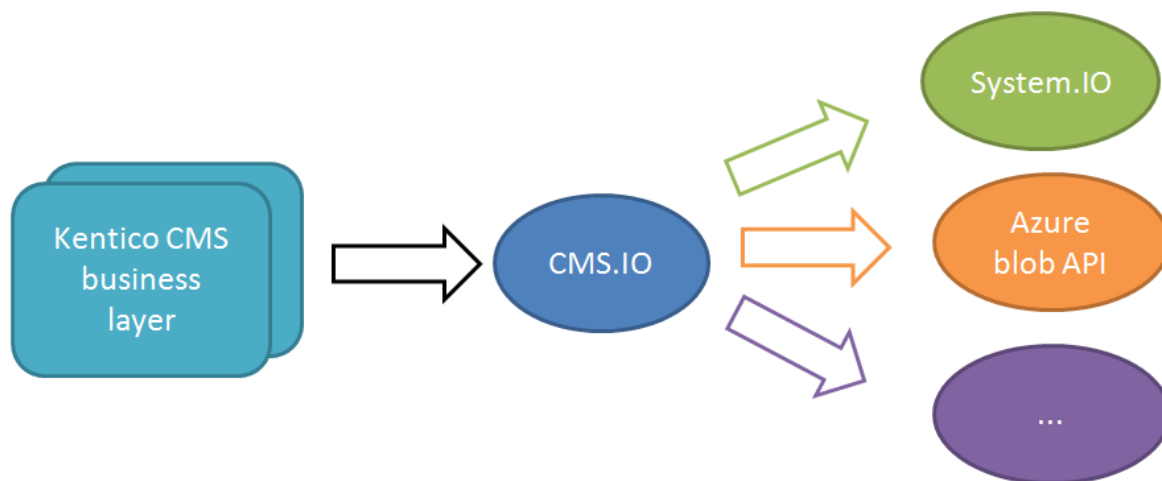 Kentico CMS
business
layer
CMS.IO
System.IO
Azure
blob API
...